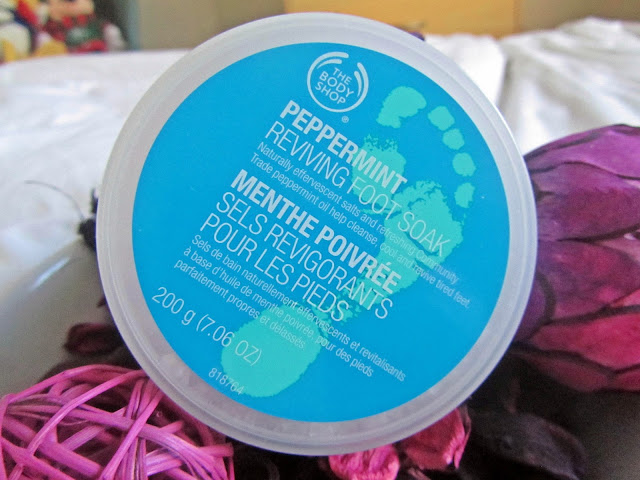 THE
BODY
SHOP
®
PEPPERMINT
REVIVING FOOT SOAK
Naturally effervescent salts and refreshing Community
Trade peppermint oil help cleanse, cool and revive tired feet.
MENTHE POIVRÉE
SELS REVIGORANTS
POUR LES PIEDS
Sels de bain naturellement effervescents et revitalisants
à base d'huile de menthe poivrée, pour des pieds
parfaitement propres et délassés.
200 g (7.06 OZ)
818764